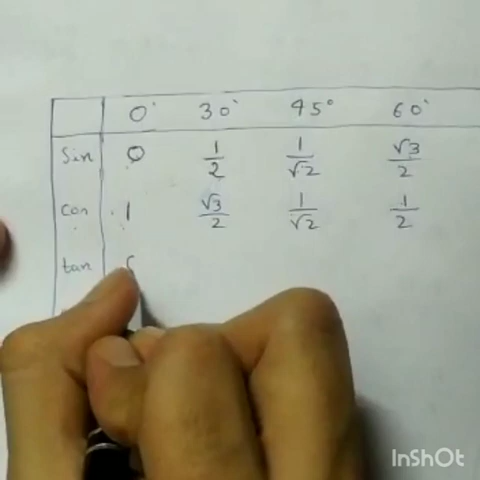 0° 30° 45° 60°
Sin 0 1/2 1/√2 √3/2
Con 1 √3/2 1/√2 1/2
tan
InShOt